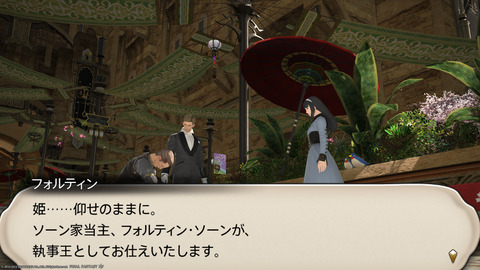 フォルティン
姫……仰せのままに。
ソーン家当主、フォルティン・ソーンが、
執事王としてお仕えいたします。